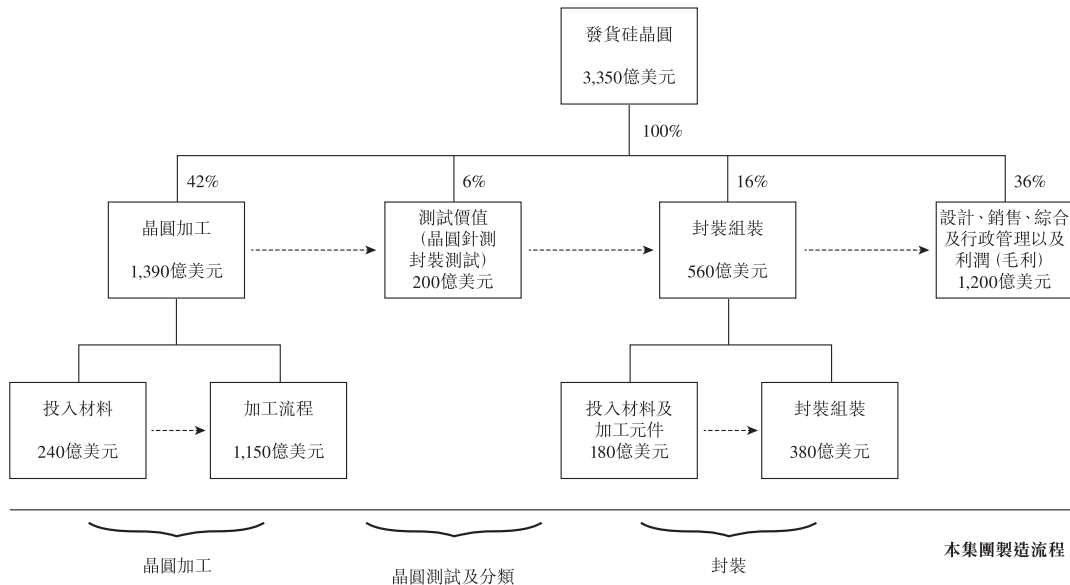 發貨硅晶圓
3,350億美元
100%
42%
6%
16%
36%
晶圓加工
1,390億美元
測試價值
(晶圓針測
封裝測試)
200億美元
封裝組裝
560億美元
設計、銷售、綜合
及行政管理以及
利潤 (毛利)
1,200億美元
投入材料
240億美元
加工流程
1,150億美元
投入材料及
加工元件
180億美元
封裝組裝
380億美元
晶圓加工
晶圓測試及分類
封裝
本集團製造流程